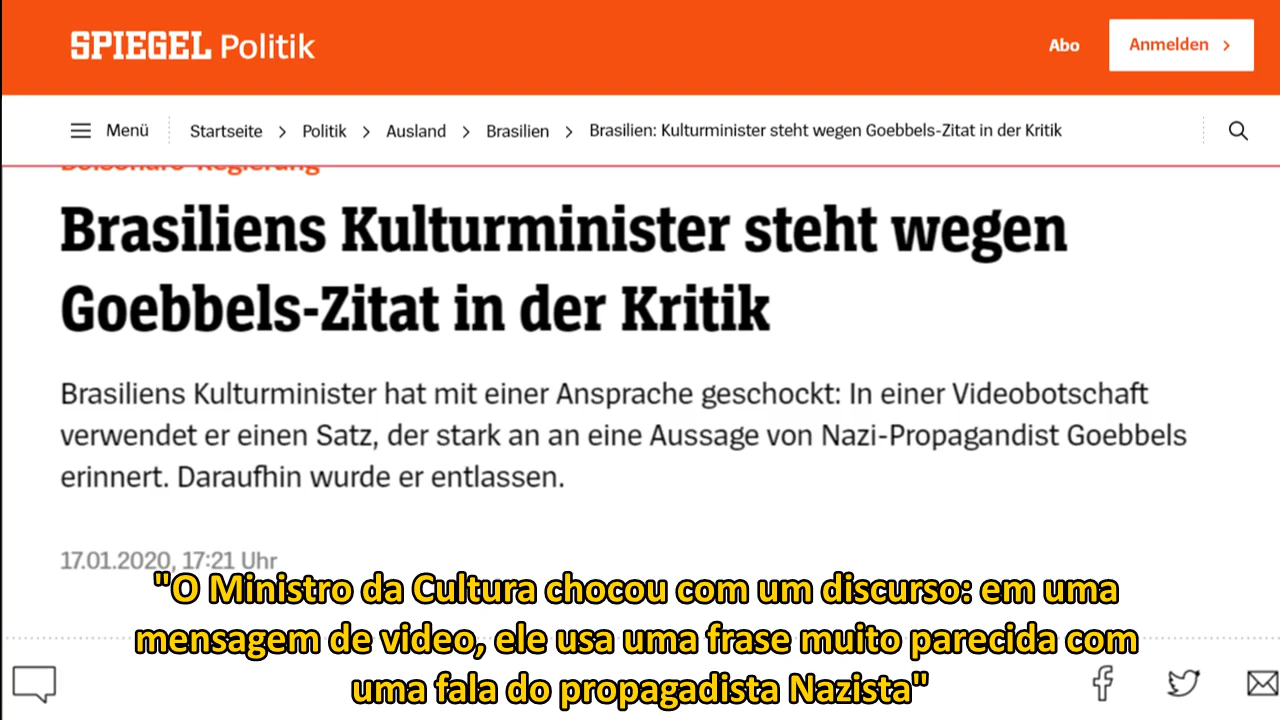 SPIEGEL Politik
Abo
Anmelden
Menü
Startseite > Politik > Ausland > Brasilien > Brasilien: Kulturminister steht wegen Goebbels-Zitat in der Kritik
Bolsonaro-Regierung
Brasiliens Kulturminister steht wegen
Goebbels-Zitat in der Kritik
Brasiliens Kulturminister hat mit einer Ansprache geschockt: In einer Videobotschaft
verwendet er einen Satz, der stark an an eine Aussage von Nazi-Propagandist Goebbels
erinnert. Daraufhin wurde er entlassen.
17.01.2020, 17:21 Uhr
"O Ministro da Cultura chocou com um discurso: em uma
mensagem de video, ele usa uma frase muito parecida com
uma fala do propagadista Nazista"